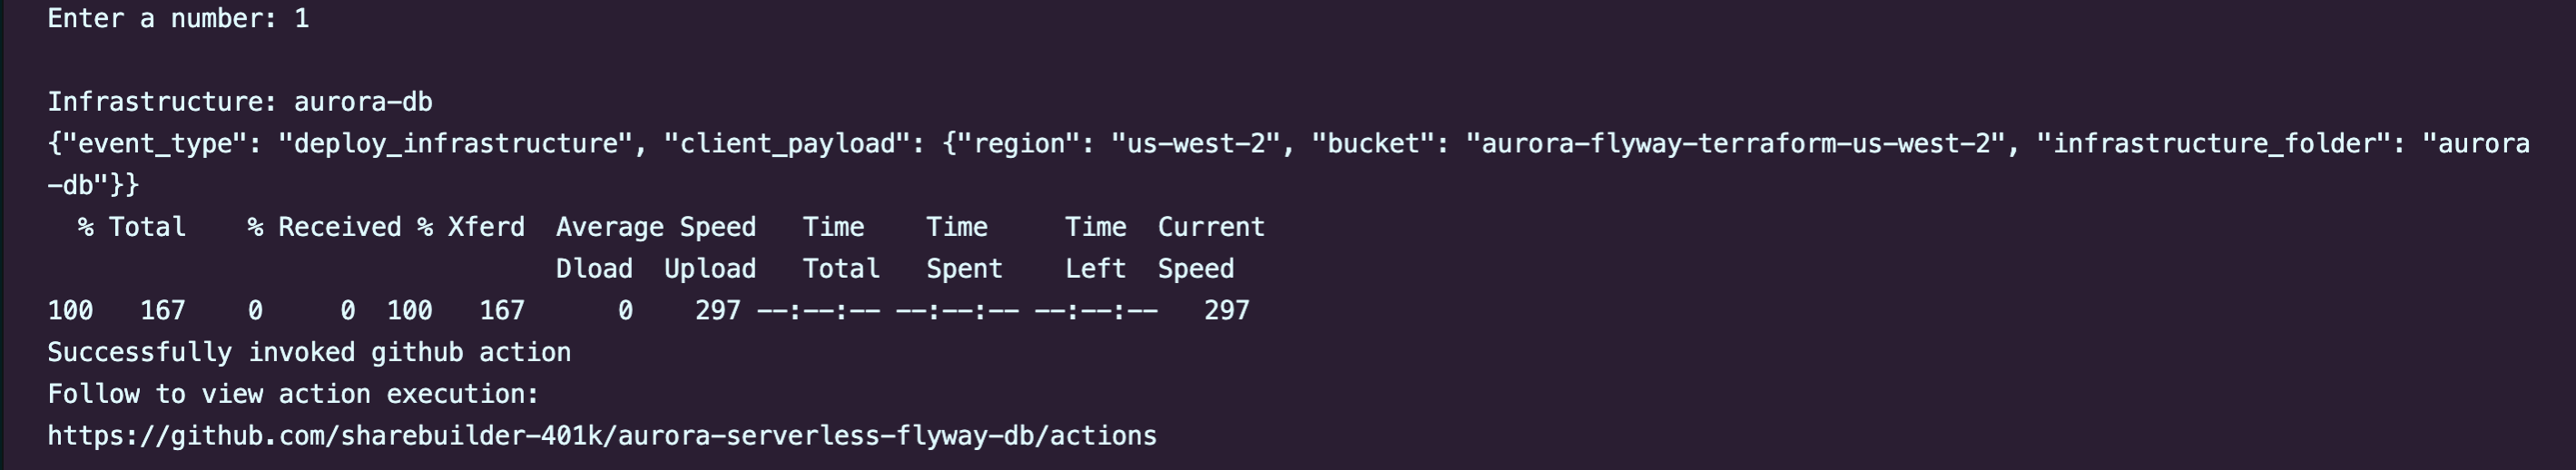 Enter a number: 1
Infrastructure: aurora-db
{"event_type": "deploy_infrastructure", "client_payload": {"region": "us-west-2", "bucket": "aurora-flyway-terraform-us-west-2", "infrastructure_folder": "aurora
-db"}}
  % Total    % Received % Xferd  Average Speed   Time    Time     Time  Current
                                 Dload  Upload   Total   Spent    Left  Speed
100   167    0     0  100   167      0    297 --:--:-- --:--:-- --:--:--   297
Successfully invoked github action
Follow to view action execution:
https://github.com/sharebuilder-401k/aurora-serverless-flyway-db/actions